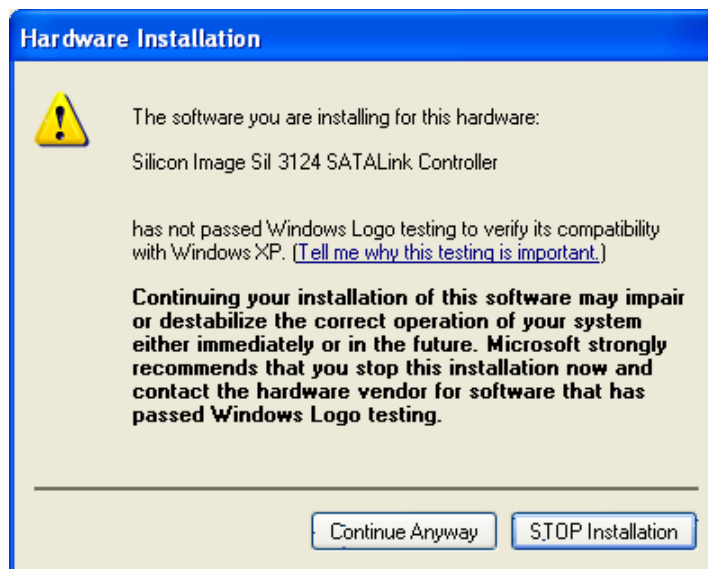 Hardware Installation
The software you are installing for this hardware:
Silicon Image SiI 3124 SATALink Controller
has not passed Windows Logo testing to verify its compatibility
with Windows XP. (Tell me why this testing is important.)
Continuing your installation of this software may impair
or destabilize the correct operation of your system
either immediately or in the future. Microsoft strongly
recommends that you stop this installation now and
contact the hardware vendor for software that has
passed Windows Logo testing.
Continue Anyway
STOP Installation